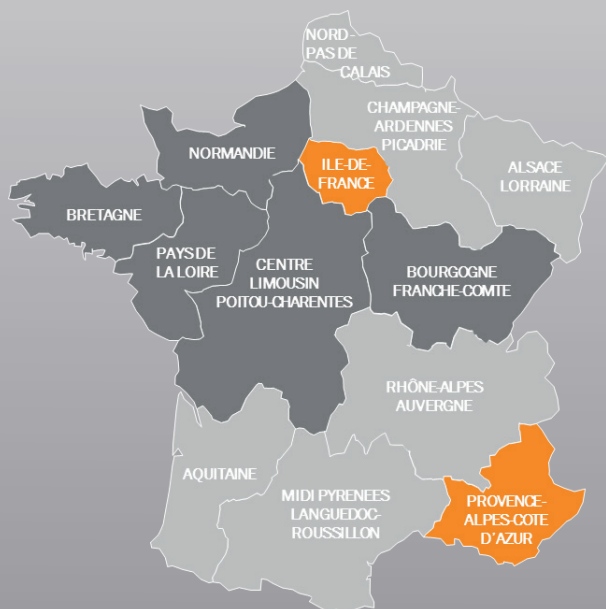 NORD-
PAS DE
CALAIS
CHAMPAGNE-
ARDENNES
PICADRIE
NORMANDIE
ILE-DE-
FRANCE
ALSACE
LORRAINE
BRETAGNE
PAYS DE
LA LOIRE
CENTRE
LIMOUSIN
POITOU-CHARENTES
BOURGOGNE
FRANCHE-COMTE
RHÔNE-ALPES
AUVERGNE
AQUITAINE
MIDI PYRENEES
LANGUEDOC-
ROUSSILLON
PROVENCE-
ALPES-COTE
D'AZUR